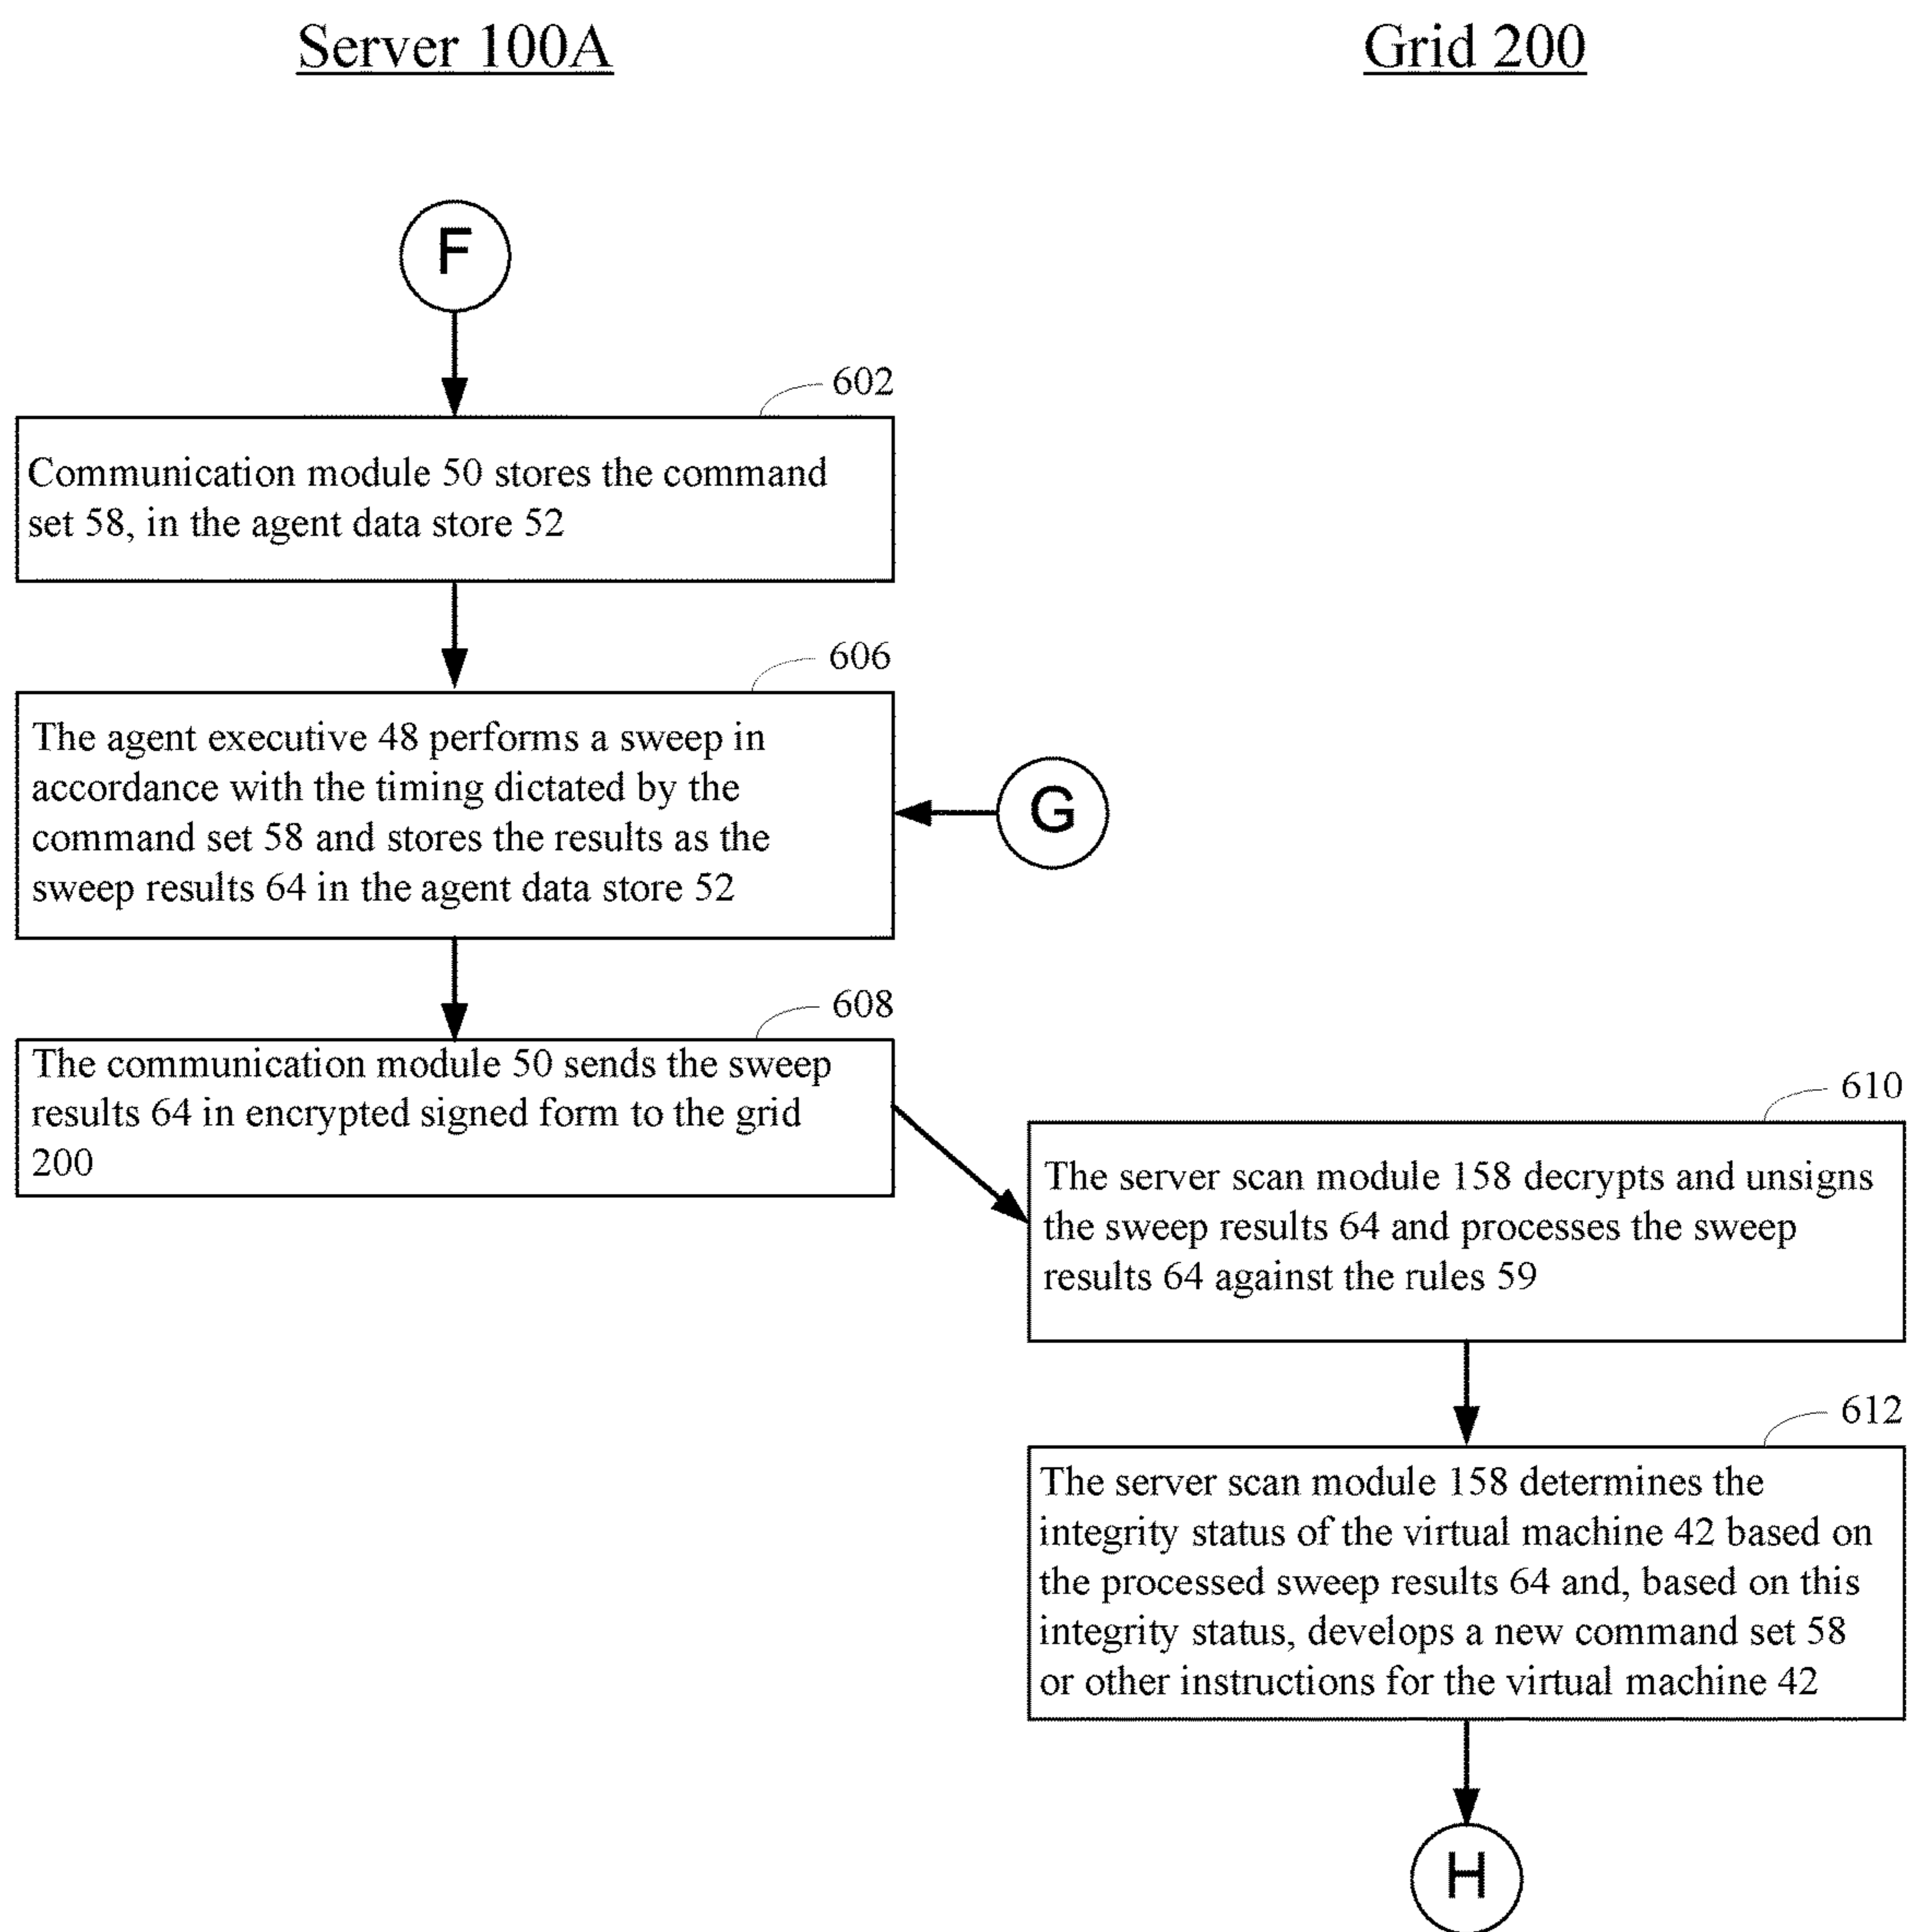 Server 100A
Grid 200
F
602
Communication module 50 stores the command
set 58, in the agent data store 52
606
The agent executive 48 performs a sweep in
accordance with the timing dictated by the
command set 58 and stores the results as the
sweep results 64 in the agent data store 52
G
608
The communication module 50 sends the sweep
results 64 in encrypted signed form to the grid
200
610
The server scan module 158 decrypts and unsigns
the sweep results 64 and processes the sweep
results 64 against the rules 59
612
The server scan module 158 determines the
integrity status of the virtual machine 42 based on
the processed sweep results 64 and, based on this
integrity status, develops a new command set 58
or other instructions for the virtual machine 42
H